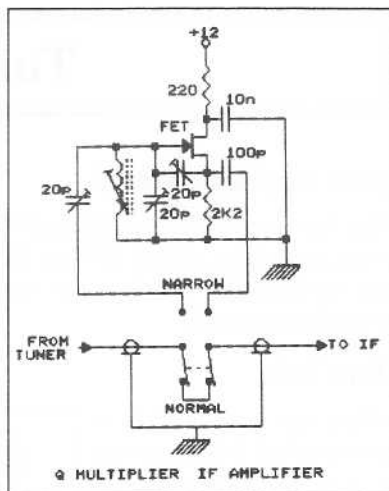 +12
220
10n
FET
100p
20p
20p
20p
2K2
NARROW
FROM
TUNER
TO IF
NORMAL
Q MULTIPLIER IF AMPLIFIER